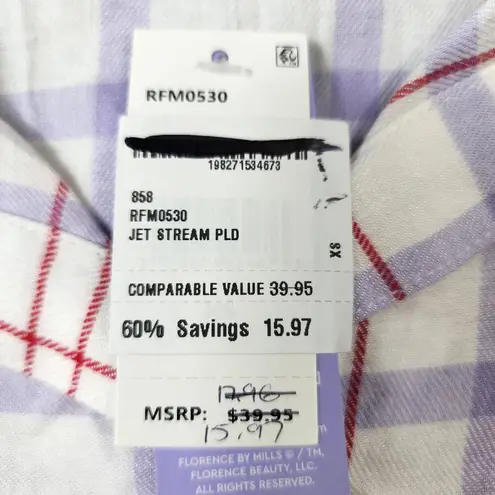 RFM0530
198271534673
858
RFM0530
JET STREAM PLD
XS
COMPARABLE VALUE 39.95
60% Savings 15.97
17.96
MSRP: $39.95
15.97
FLORENCE BY MILLS © / TM,
FLORENCE BEAUTY, LLC.
ALL RIGHTS RESERVED.